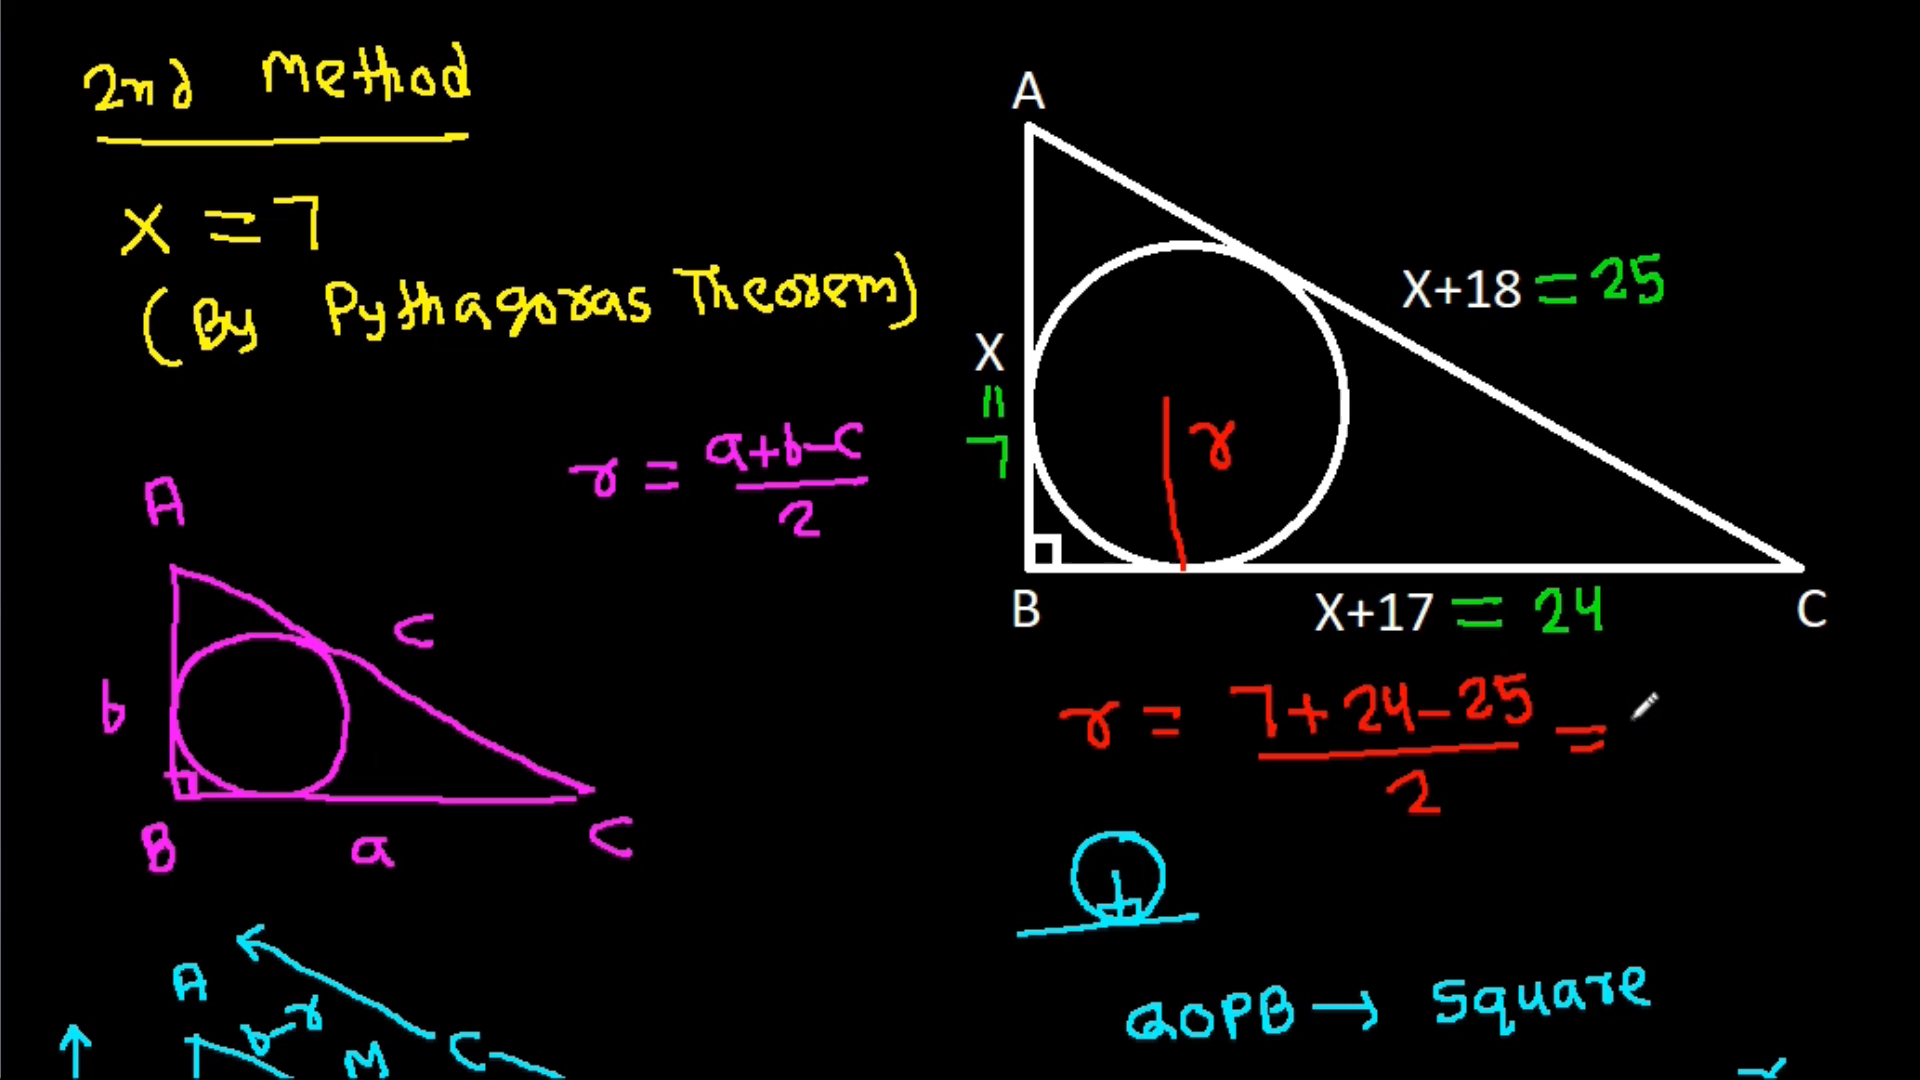 2nd Method
X = 7
(By Pythagoras Theorem)
r = a+b-c
2
A
b
c
B
a
C
A
X
=
7
X+18 = 25
r
B
X+17 = 24
C
r = 7+24-25 =
2
QOPB → Square
A
b-r
M
C
r